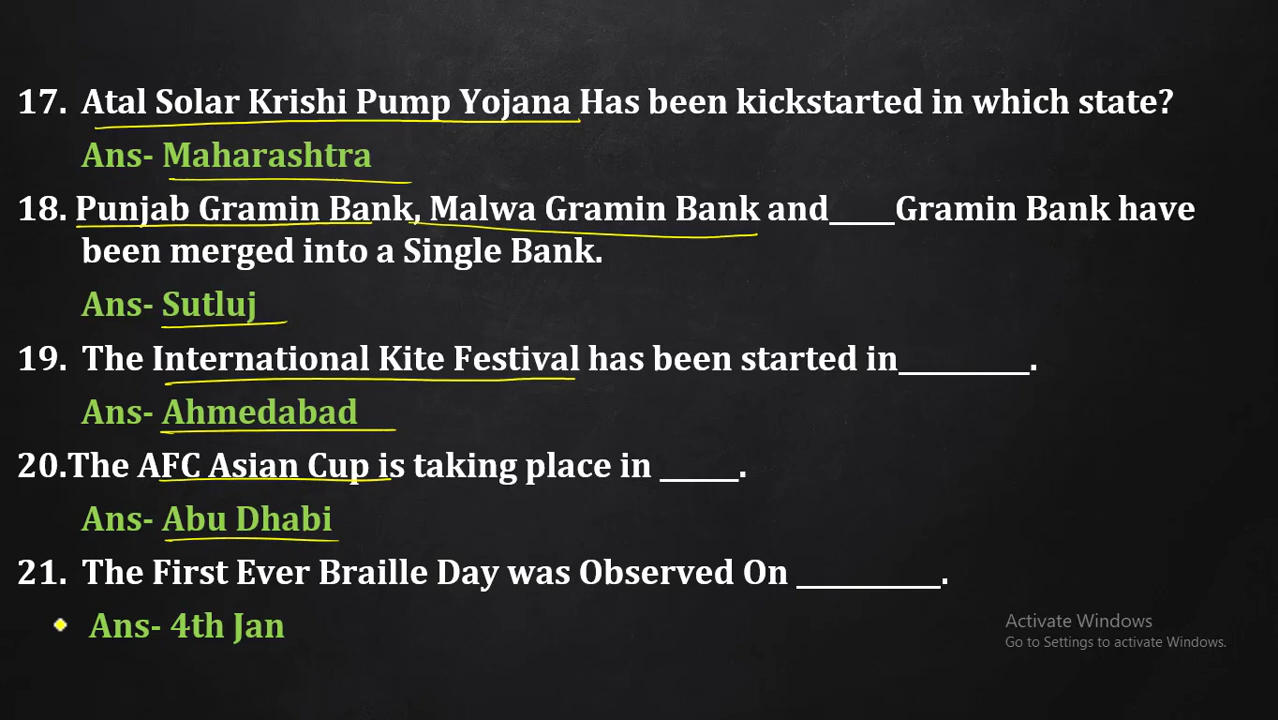 17. Atal Solar Krishi Pump Yojana Has been kickstarted in which state?
Ans- Maharashtra
18. Punjab Gramin Bank, Malwa Gramin Bank and____Gramin Bank have
been merged into a Single Bank.
Ans- Sutluj
19. The International Kite Festival has been started in________.
Ans- Ahmedabad
20.The AFC Asian Cup is taking place in _____.
Ans- Abu Dhabi
21. The First Ever Braille Day was Observed On _________.
Ans- 4th Jan
Activate Windows
Go to Settings to activate Windows.